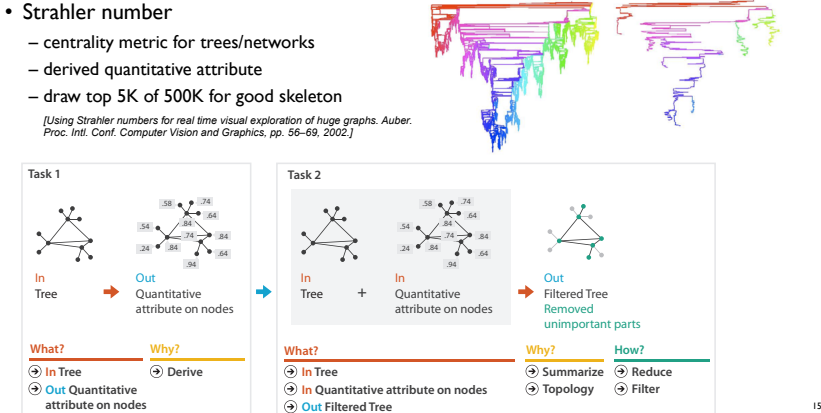 • Strahler number
– centrality metric for trees/networks
– derived quantitative attribute
– draw top 5K of 500K for good skeleton
[Using Strahler numbers for real time visual exploration of huge graphs. Auber.
Proc. Intl. Conf. Computer Vision and Graphics, pp. 56–69, 2002.]
Task 1
.58
.74
.64
.54
.84
.74
.84
.24
.84
.64
.94
In
Tree
Out
Quantitative
attribute on nodes
What?
In Tree
Out Quantitative
attribute on nodes
Why?
Derive
Task 2
.58
.74
.64
.54
.84
.74
.84
.24
.84
.64
.94
In
Tree
+
In
Quantitative
attribute on nodes
Out
Filtered Tree
Removed
unimportant parts
What?
In Tree
In Quantitative attribute on nodes
Out Filtered Tree
Why?
Summarize
Topology
How?
Reduce
Filter
15